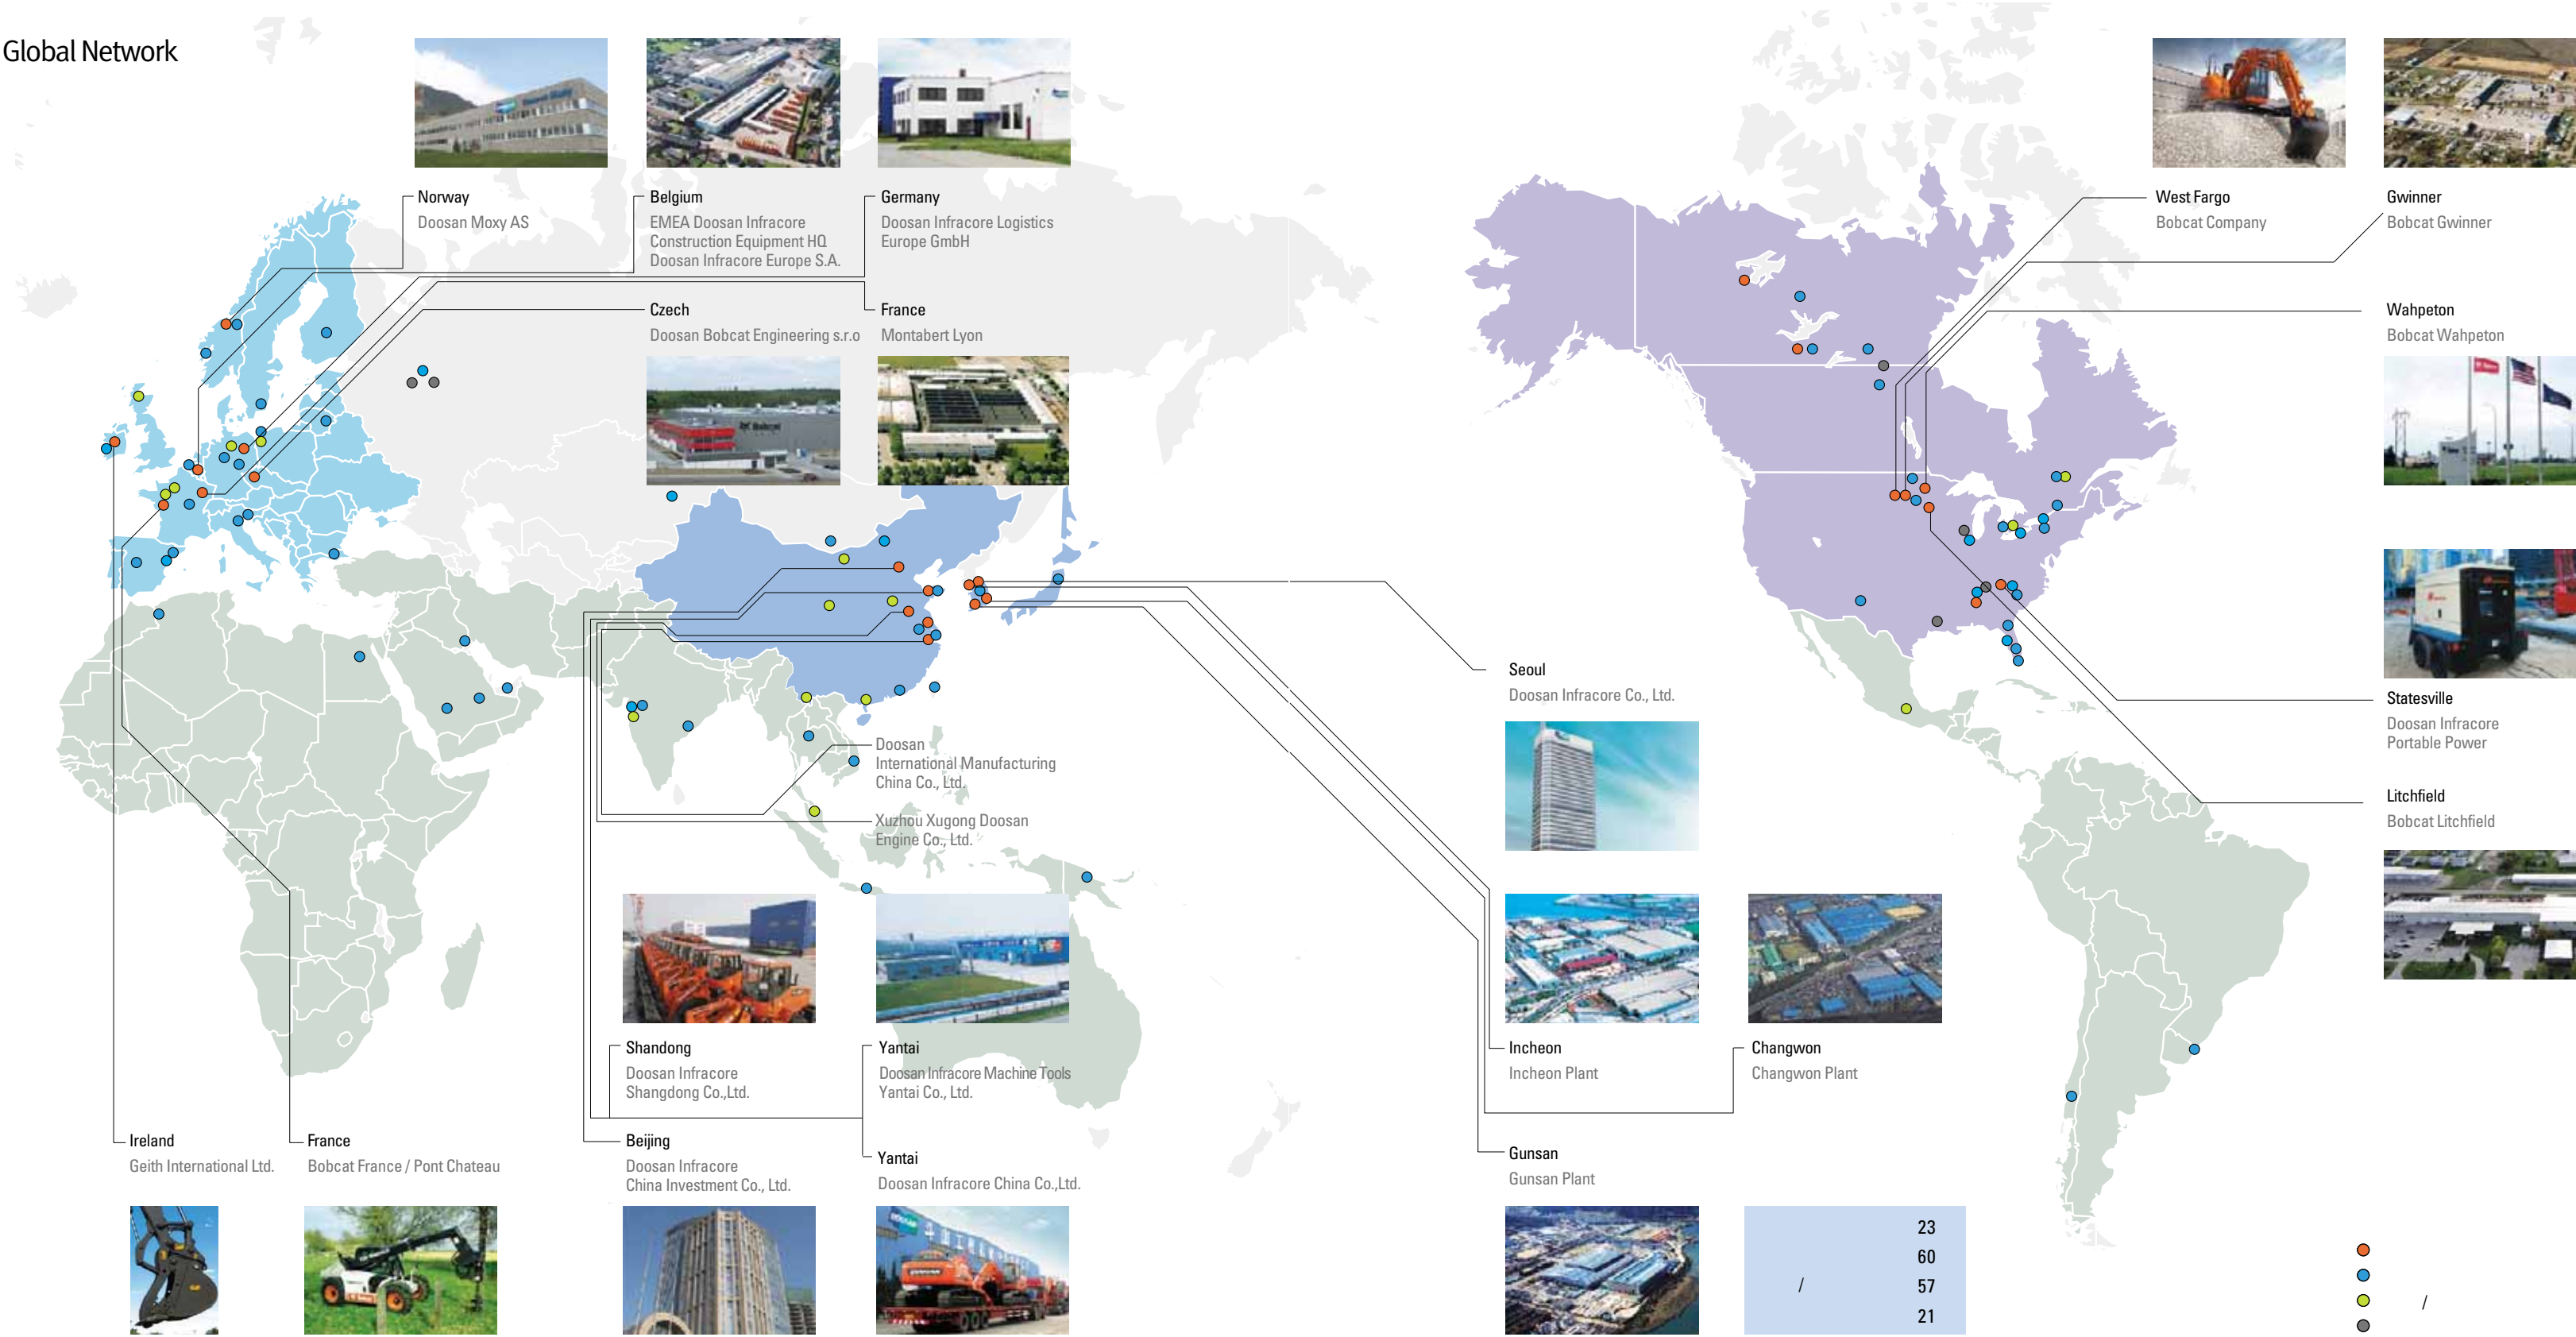 Global Network
Norway
Doosan Moxy AS
Belgium
EMEA Doosan Infracore
Construction Equipment HQ
Doosan Infracore Europe S.A.
Germany
Doosan Infracore Logistics
Europe GmbH
Czech
Doosan Bobcat Engineering s.r.o
France
Montabert Lyon
West Fargo
Bobcat Company
Gwinner
Bobcat Gwinner
Wahpeton
Bobcat Wahpeton
Seoul
Doosan Infracore Co., Ltd.
Statesville
Doosan Infracore
Portable Power
Litchfield
Bobcat Litchfield
Doosan
International Manufacturing
China Co., Ltd.
Xuzhou Xugong Doosan
Engine Co., Ltd.
Shandong
Doosan Infracore
Shangdong Co.,Ltd.
Yantai
Doosan Infracore Machine Tools
Yantai Co., Ltd.
Incheon
Incheon Plant
Changwon
Changwon Plant
Ireland
Geith International Ltd.
France
Bobcat France / Pont Chateau
Beijing
Doosan Infracore
China Investment Co., Ltd.
Yantai
Doosan Infracore China Co.,Ltd.
Gunsan
Gunsan Plant
23
60
/ 57
21
/